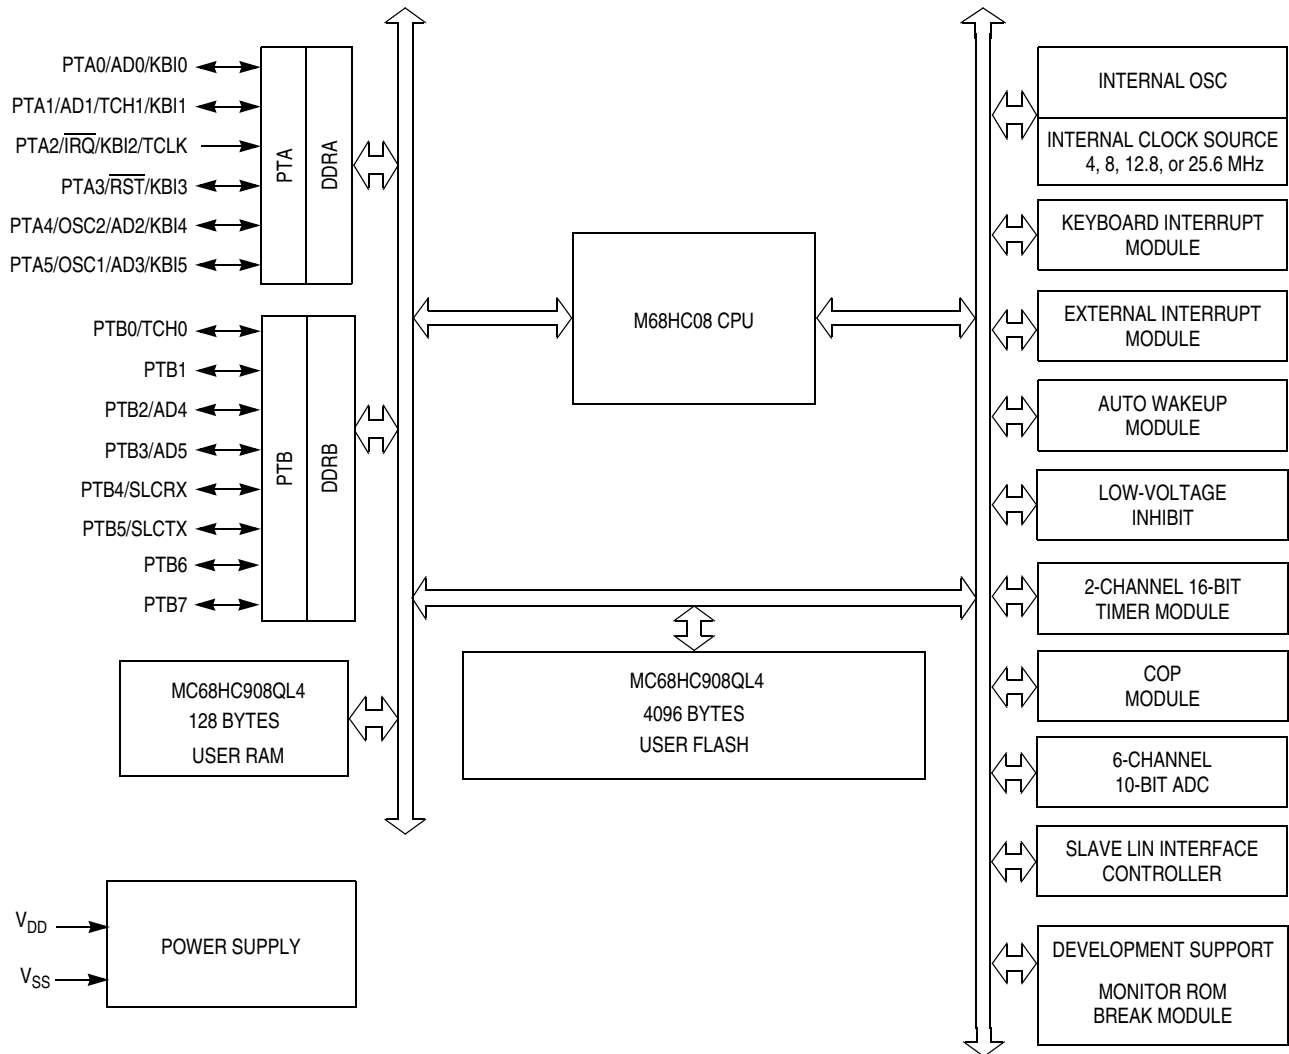 PTA0/AD0/KBI0
PTA1/AD1/TCH1/KBI1
PTA2/IRQ/KBI2/TCLK
PTA3/RST/KBI3
PTA4/OSC2/AD2/KBI4
PTA5/OSC1/AD3/KBI5
PTA
DDRA
PTB0/TCH0
PTB1
PTB2/AD4
PTB3/AD5
PTB4/SLCRX
PTB5/SLCTX
PTB6
PTB7
PTB
DDRB
MC68HC908QL4
128 BYTES
USER RAM
VDD
VSS
POWER SUPPLY
M68HC08 CPU
MC68HC908QL4
4096 BYTES
USER FLASH
INTERNAL OSC
INTERNAL CLOCK SOURCE
4, 8, 12.8, or 25.6 MHz
KEYBOARD INTERRUPT
MODULE
EXTERNAL INTERRUPT
MODULE
AUTO WAKEUP
MODULE
LOW-VOLTAGE
INHIBIT
2-CHANNEL 16-BIT
TIMER MODULE
COP
MODULE
6-CHANNEL
10-BIT ADC
SLAVE LIN INTERFACE
CONTROLLER
DEVELOPMENT SUPPORT
MONITOR ROM
BREAK MODULE